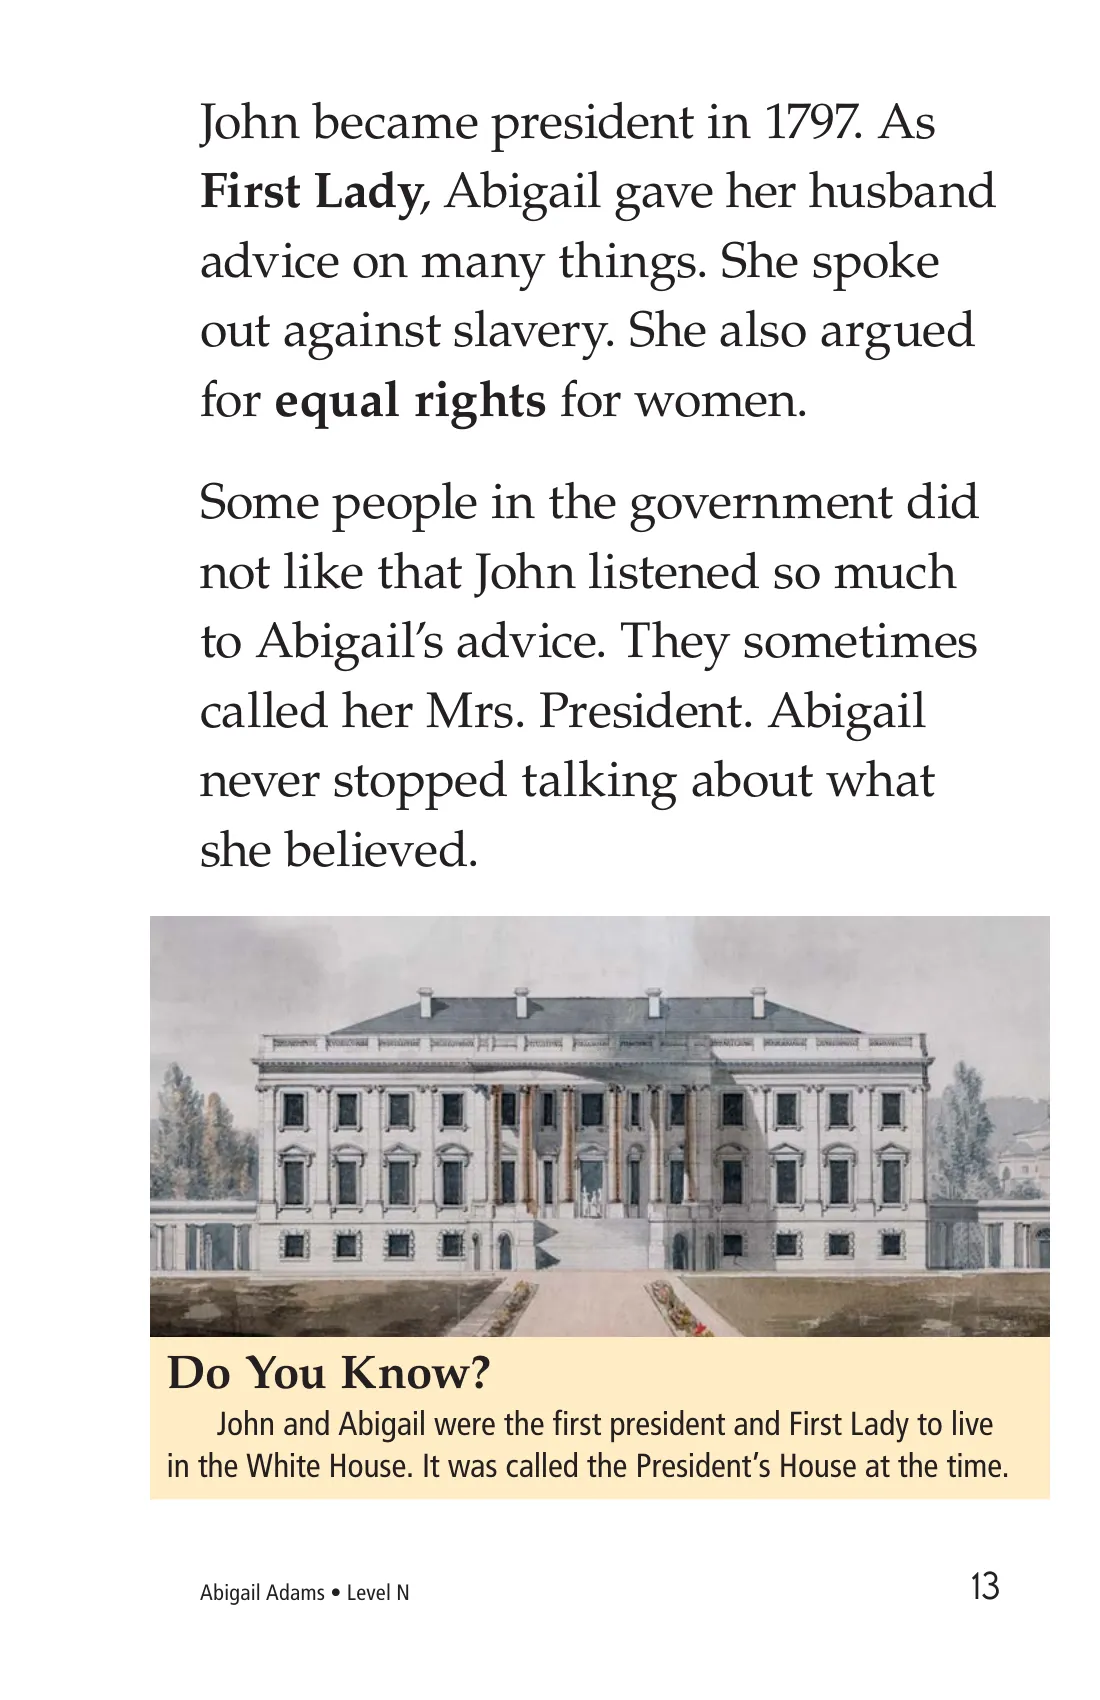 John became president in 1797. As
First Lady, Abigail gave her husband
advice on many things. She spoke
out against slavery. She also argued
for equal rights for women.
Some people in the government did
not like that John listened so much
to Abigail’s advice. They sometimes
called her Mrs. President. Abigail
never stopped talking about what
she believed.
Do You Know?
John and Abigail were the first president and First Lady to live
in the White House. It was called the President’s House at the time.
Abigail Adams • Level N
13